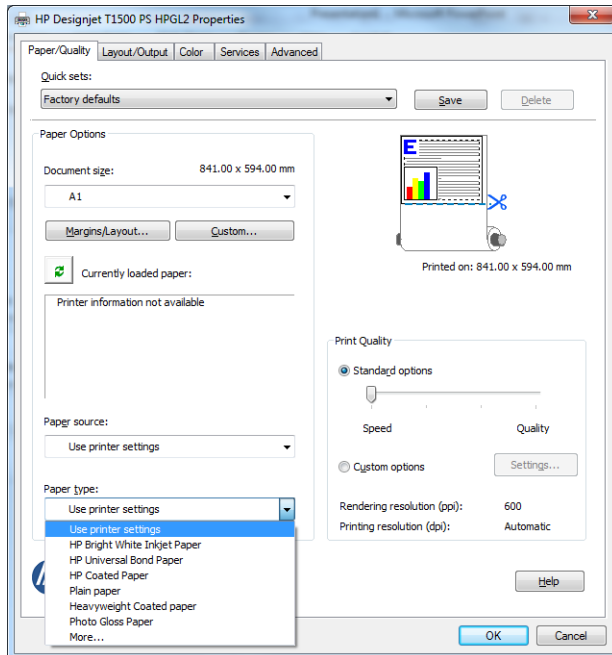 HP Designjet T1500 PS HPGL2 Properties
Paper/Quality Layout/Output Color Services Advanced
Quick sets:
Factory defaults
Save
Delete
Paper Options
Document size:
841.00 x 594.00 mm
A1
Margins/Layout...
Custom...
Currently loaded paper:
Printer information not available
E
Printed on: 841.00 x 594.00 mm
Paper source:
Use printer settings
Paper type:
Use printer settings
Use printer settings
HP Bright White Inkjet Paper
HP Universal Bond Paper
HP Coated Paper
Plain paper
Heavyweight Coated paper
Photo Gloss Paper
More...
Print Quality
Standard options
Speed
Quality
Custom options
Settings...
Rendering resolution (ppi):
600
Printing resolution (dpi):
Automatic
Help
OK
Cancel